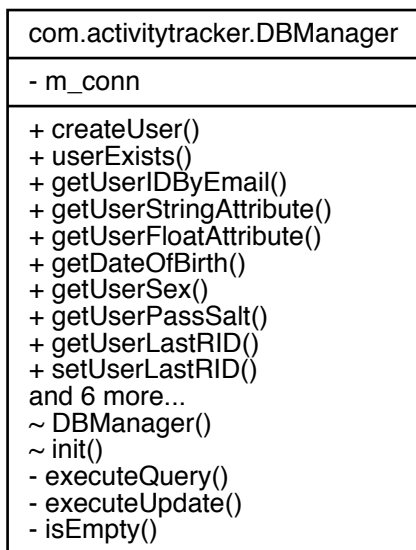 com.activitytracker.DBManager
- m_conn
+ createUser()
+ userExists()
+ getUserIDByEmail()
+ getUserStringAttribute()
+ getUserFloatAttribute()
+ getDateOfBirth()
+ getUserSex()
+ getUserPassSalt()
+ getUserLastRID()
+ setUserLastRID()
and 6 more...
~ DBManager()
~ init()
- executeQuery()
- executeUpdate()
- isEmpty()